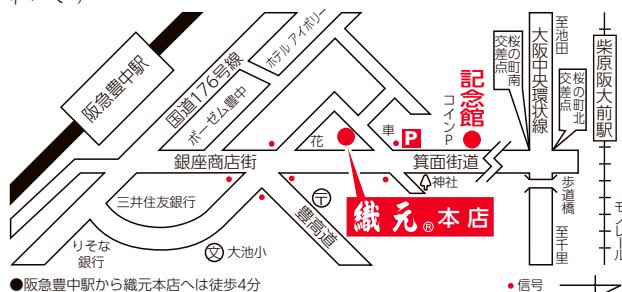 阪急豊中駅
国道176号線
ボーゼム豊中
ホテル アイボリー
花
車
P
コインP
記念館
至池田
桜の町南
交差点
大阪中央環状線
桜の町北
交差点
柴原阪大前駅
銀座商店街
箕面街道
神社
三井住友銀行
〒
豊高道
織元®本店
歩道橋
モノレール
りそな
銀行
文 大池小
至千里
●阪急豊中駅から織元本店へは徒歩4分
●信号